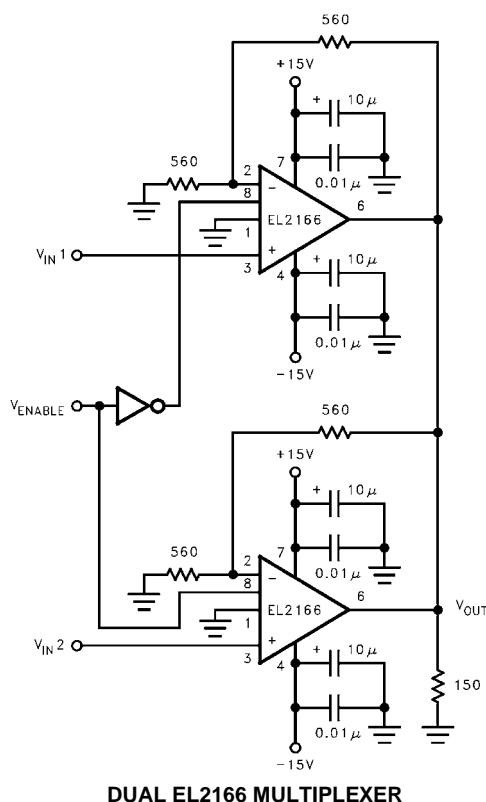 560
+15V
+ 10μ
7
560
2
0.01μ
−
8
6
EL2166
1
V_IN 1
+
3
4
+ 10μ
0.01μ
−15V
V_ENABLE
560
+15V
+ 10μ
7
560
2
0.01μ
−
8
6
EL2166
V_OUT
1
V_IN 2
+
3
4
+ 10μ
150
0.01μ
−15V
DUAL EL2166 MULTIPLEXER